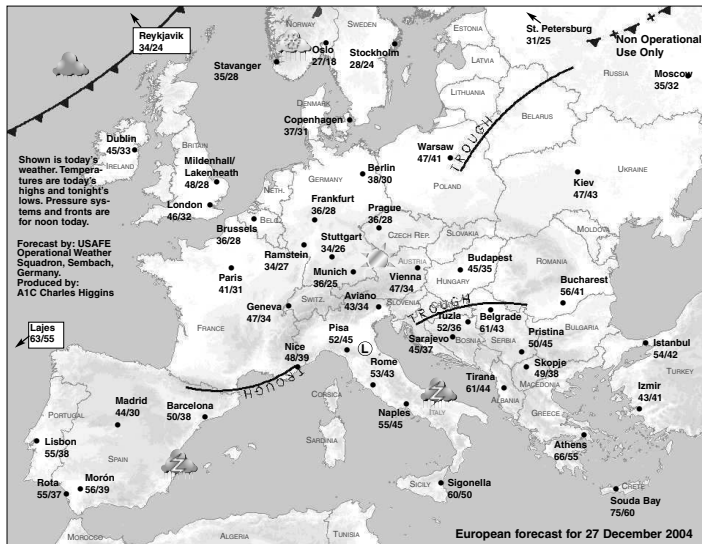 Reykjavik
34/24
NORWAY
SWEDEN
ESTONIA
St. Petersburg
31/25
Non Operational
Use Only
Oslo
27/18
Stockholm
28/24
Stavanger
35/28
LATVIA
RUSSIA
Moscow
35/32
LITHUANIA
DENMARK
Copenhagen
37/31
BELARUS
TROUGH
Dublin
45/33
IRELAND
BRITAIN
Mildenhall/
Lakenheath
48/28
London
46/32
Shown is today's
weather. Tempera-
tures are today's
highs and tonight's
lows. Pressure sys-
tems and fronts are
for noon today.
Forecast by: USAFE
Operational Weather
Squadron, Sembach,
Germany.
Produced by:
A1C Charles Higgins
NETH.
GERMANY
Berlin
38/30
Warsaw
47/41
POLAND
UKRAINE
Kiev
47/43
Brussels
36/28
BELG.
Frankfurt
36/28
Prague
36/28
CZECH REP.
SLOVAKIA
MOLDOVA
Ramstein
34/27
Stuttgart
34/26
Munich
36/25
AUSTRIA
Vienna
47/34
Budapest
45/35
HUNGARY
ROMANIA
Bucharest
56/41
Paris
41/31
FRANCE
Geneva
47/34
SWITZ.
Aviano
43/34
SLOVENIA
TROUGH
Tuzla
52/36
Belgrade
61/43
Sarajevo
45/37
BOSNIA
SERBIA
Pristina
50/45
BULGARIA
Lajes
63/55
Nice
48/39
Pisa
52/45
L
Rome
53/43
Skopje
49/38
MACEDONIA
Istanbul
54/42
TURKEY
TROUGH
CORSICA
Tirana
61/44
ALBANIA
Izmir
43/41
Madrid
44/30
Barcelona
50/38
PORTUGAL
Lisbon
55/38
SPAIN
Naples
55/45
ITALY
GREECE
SARDINIA
Athens
66/55
Rota
55/37
Morón
56/39
SICILY
Sigonella
60/50
CRETE
Souda Bay
75/60
MOROCCO
ALGERIA
TUNISIA
European forecast for 27 December 2004